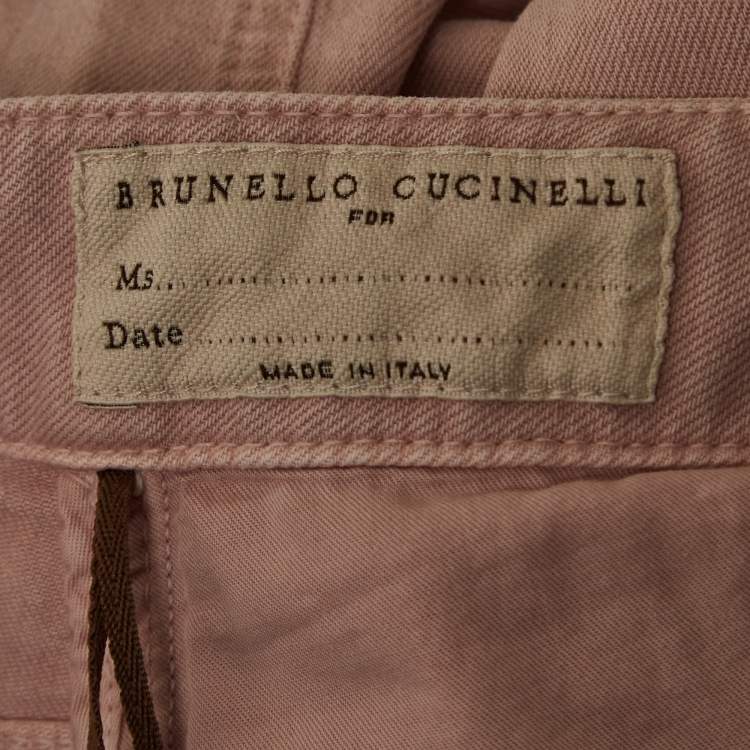 BRUNELLO CUCINELLI
FOR
Ms.............................................
Date.............................................
MADE IN ITALY